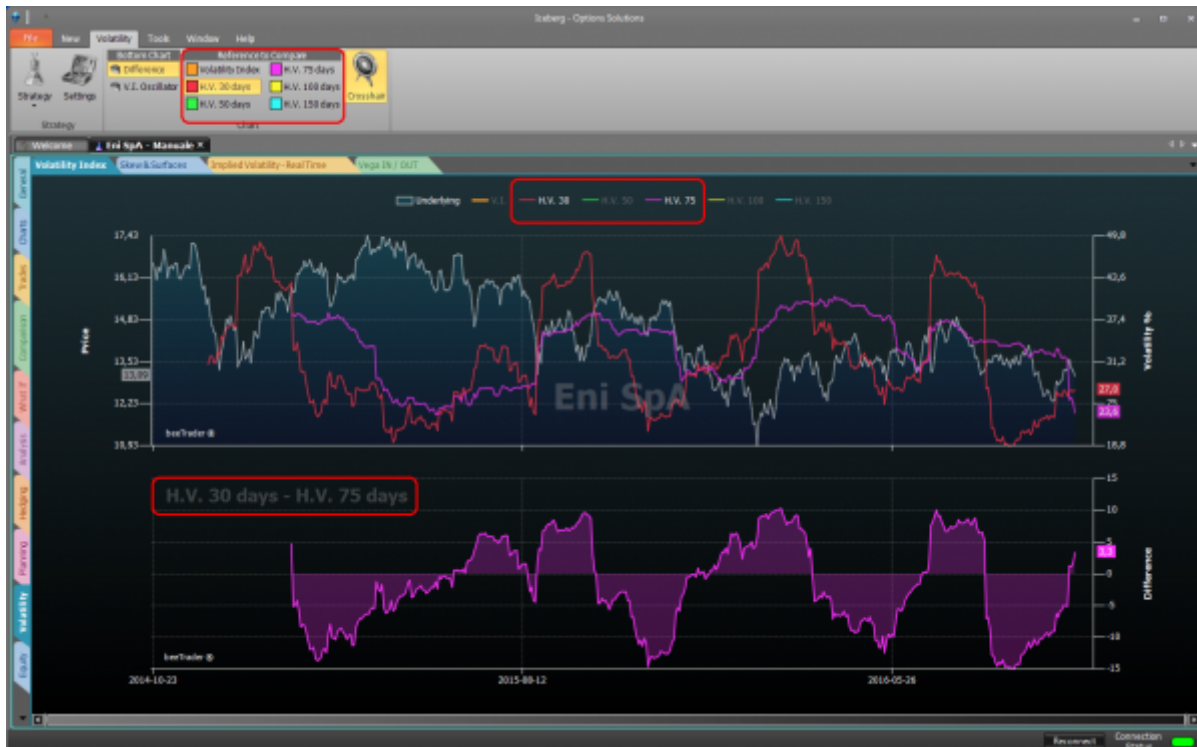 Iceberg - Options Solutions
File New Volatility Tools Window Help
Bottom Chart Reference to Compare
Difference Volatility Index H.V. 75 days
V.I. Oscillator H.V. 30 days H.V. 100 days
H.V. 50 days H.V. 150 days
Strategy Settings Crosshair
Strategy Chart
Welcome Eni SpA - Manuale
Volatility Index Skew & Surfaces Implied Volatility - Real Time Vega IN / OUT
General
Charts
Trades
Comparison
What If
Analysis
Hedging
Planning
Volatility
Equity
Underlying V.I. H.V. 30 H.V. 50 H.V. 75 H.V. 100 H.V. 150
17,43
16,13
14,83
13,53
13,09
12,23
10,93
Price
49,8
43,6
37,4
31,2
27,0
25
23,6
18,8
Volatility %
Eni SpA
beeTrader ®
H.V. 30 days - H.V. 75 days
15
10
5
3,3
0
-5
-10
-15
Difference
beeTrader ®
2014-10-23 2015-08-12 2016-05-26
Reconnect Connection Status